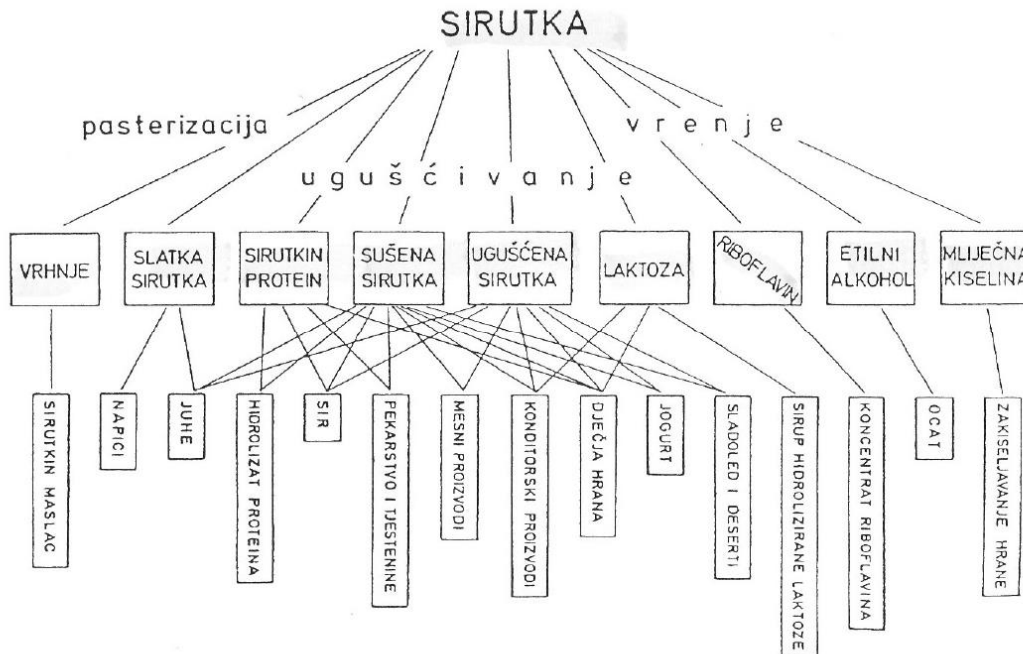 SIRUTKA
pasterizacija
vrenje
ugušćivanje
VRHNJE
SLATKA
SIRUTKA
SIRUTKIN
PROTEIN
SUŠENA
SIRUTKA
UGUŠĆENA
SIRUTKA
LAKTOZA
RIBOFLAVIN
ETILNI
ALKOHOL
MLIJEČNA
KISELINA
SIRUTKIN MASLAC
NAPICI
JUHE
HIDROLIZAT PROTEINA
SIR
PEKARSTVO I TJESTENINE
MESNI PROIZVODI
KONDITORSKI PROIZVODI
DJEČJA HRANA
JOGURT
SLADOLED I DESERTI
SIRUP HIDROLIZIRANE LAKTOZE
KONCENTRAT RIBOFLAVINA
OCAT
ZAKISELJAVANJE HRANE